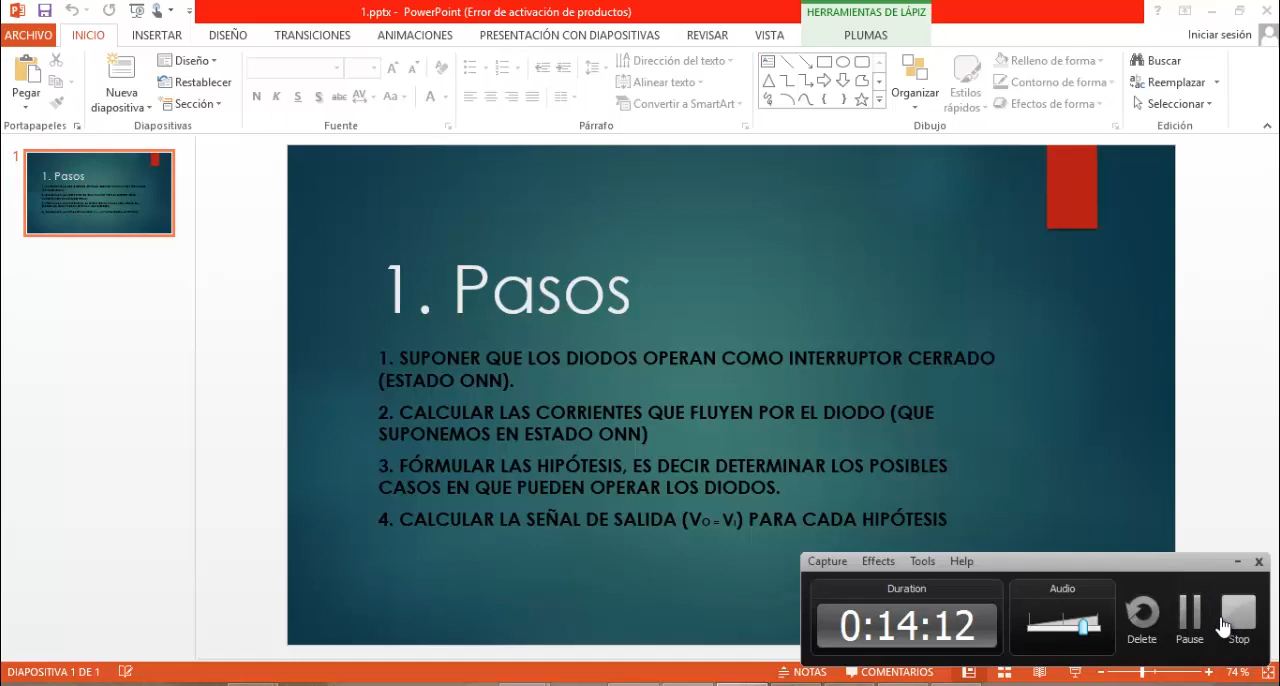 1.pptx - PowerPoint (Error de activación de productos)
HERRAMIENTAS DE LÁPIZ
ARCHIVO INICIO INSERTAR DISEÑO TRANSICIONES ANIMACIONES PRESENTACIÓN CON DIAPOSITIVAS REVISAR VISTA PLUMAS
Iniciar sesión
Pegar
Portapapeles
Nueva
diapositiva
Diseño
Restablecer
Sección
Diapositivas
N K S S abc AV Aa A
Fuente
Dirección del texto
Alinear texto
Convertir a SmartArt
Párrafo
Organizar
Estilos
rápidos
Relleno de forma
Contorno de forma
Efectos de forma
Dibujo
Buscar
Reemplazar
Seleccionar
Edición
1
1. Pasos
1. Pasos
1. SUPONER QUE LOS DIODOS OPERAN COMO INTERRUPTOR CERRADO
(ESTADO ONN).
2. CALCULAR LAS CORRIENTES QUE FLUYEN POR EL DIODO (QUE
SUPONEMOS EN ESTADO ONN)
3. FÓRMULAR LAS HIPÓTESIS, ES DECIR DETERMINAR LOS POSIBLES
CASOS EN QUE PUEDEN OPERAR LOS DIODOS.
4. CALCULAR LA SEÑAL DE SALIDA (VO = VI) PARA CADA HIPÓTESIS
Capture Effects Tools Help
Duration
0:14:12
Audio
Delete
Pause
Stop
DIAPOSITIVA 1 DE 1
NOTAS
COMENTARIOS
74 %